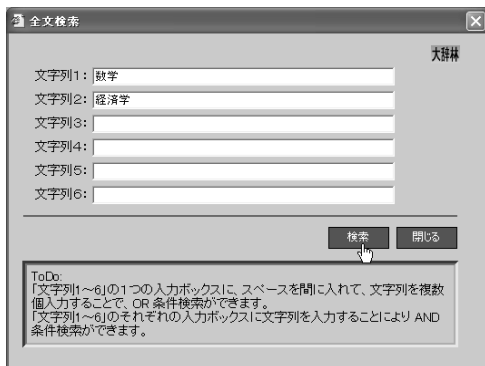 全文検索
大辞林
文字列1: 数学
文字列2: 経済学
文字列3:
文字列4:
文字列5:
文字列6:
検索 閉じる
ToDo:
「文字列1～6」の1つの入力ボックスに、スペースを間に入れて、文字列を複数
個入力することで、OR 条件検索ができます。
「文字列1～6」のそれぞれの入力ボックスに文字列を入力することにより AND
条件検索ができます。